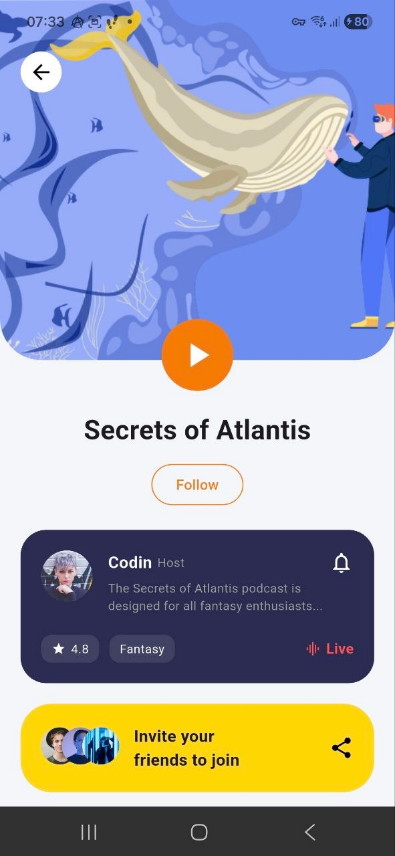 07:33
80
Secrets of Atlantis
Follow
Codin Host
The Secrets of Atlantis podcast is
designed for all fantasy enthusiasts...
4.8
Fantasy
Live
Invite your
friends to join